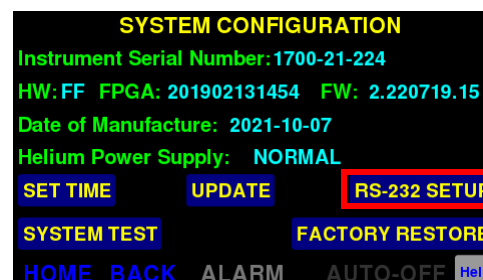 SYSTEM CONFIGURATION
Instrument Serial Number: 1700-21-224
HW: FF FPGA: 201902131454 FW: 2.220719.15
Date of Manufacture: 2021-10-07
Helium Power Supply: NORMAL
SET TIME UPDATE RS-232 SETUP
SYSTEM TEST FACTORY RESTORE
HOME BACK ALARM AUTO-OFF Hel